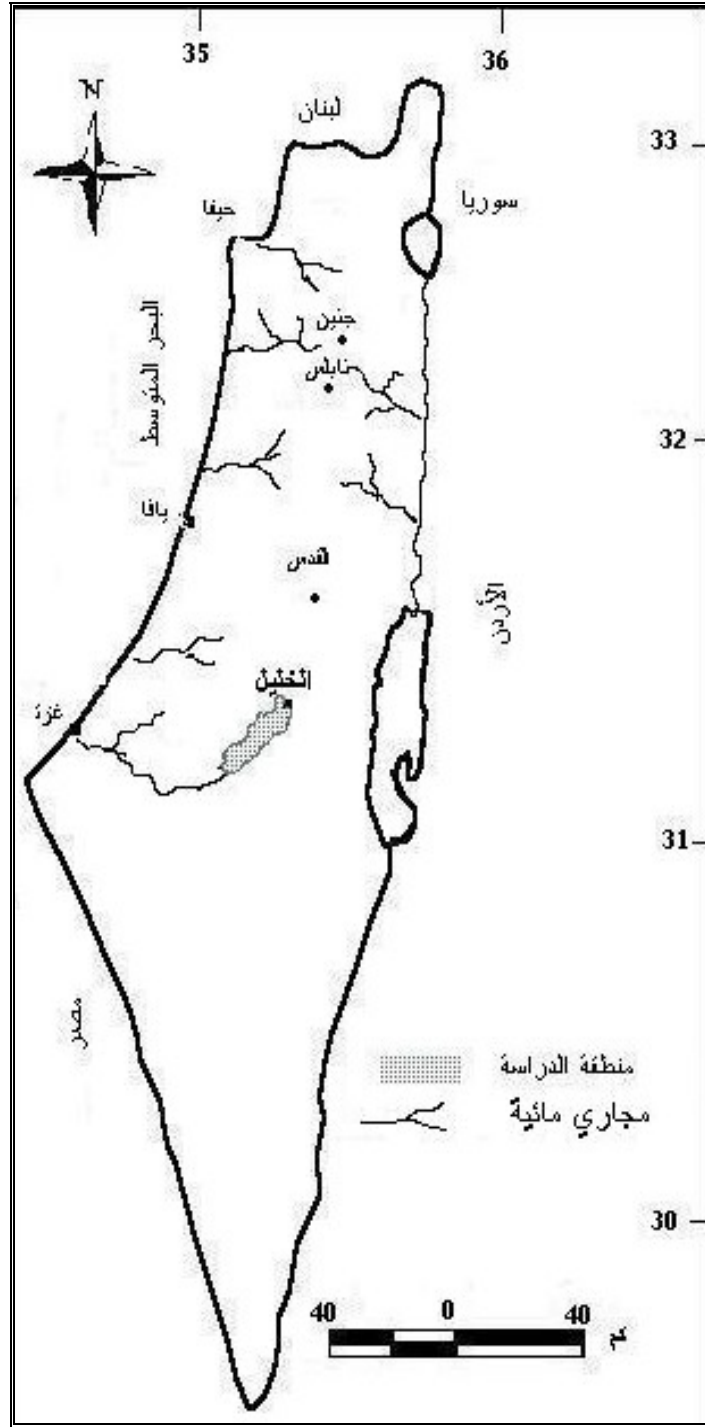 35 36
N
لبنان
33
سوريا
حيفا
البحر المتوسط
جنين
نابلس
32
يافا
القدس
الأردن
الخليل
غزة
31
مصر
منطقة الدراسة
مجاري مائية
30
40 0 40
كم